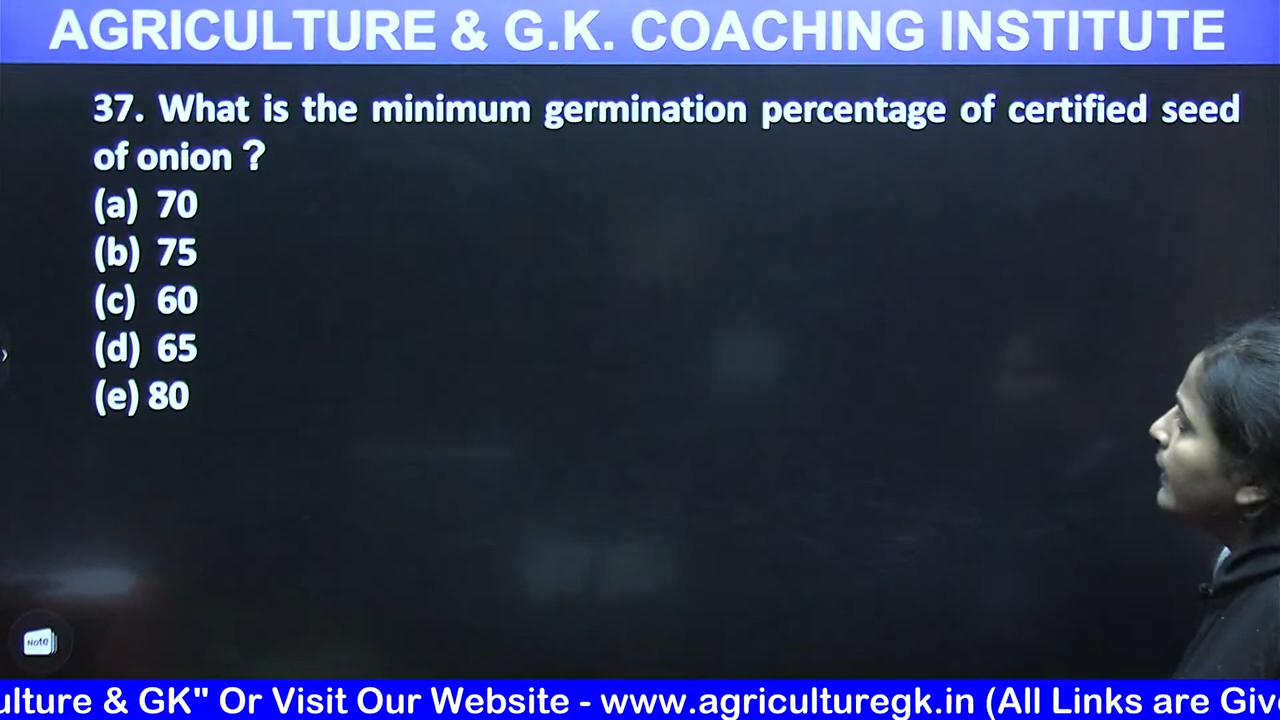 AGRICULTURE & G.K. COACHING INSTITUTE
37. What is the minimum germination percentage of certified seed
of onion ?
(a) 70
(b) 75
(c) 60
(d) 65
(e) 80
Note
ulture & GK" Or Visit Our Website - www.agriculturegk.in (All Links are Give